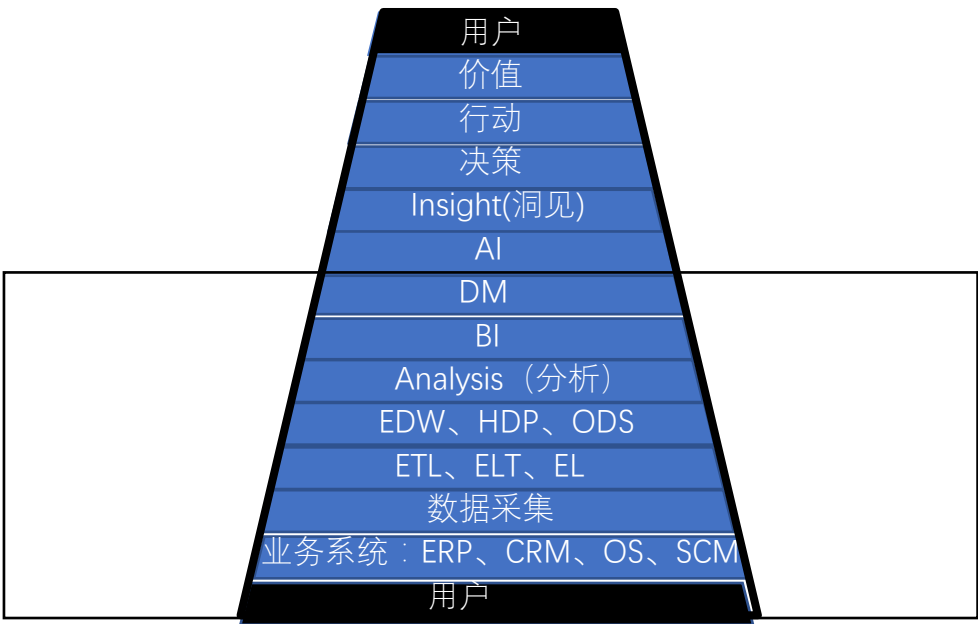 用户
价值
行动
决策
Insight(洞见)
AI
DM
BI
Analysis（分析）
EDW、HDP、ODS
ETL、ELT、EL
数据采集
业务系统：ERP、CRM、OS、SCM
用户